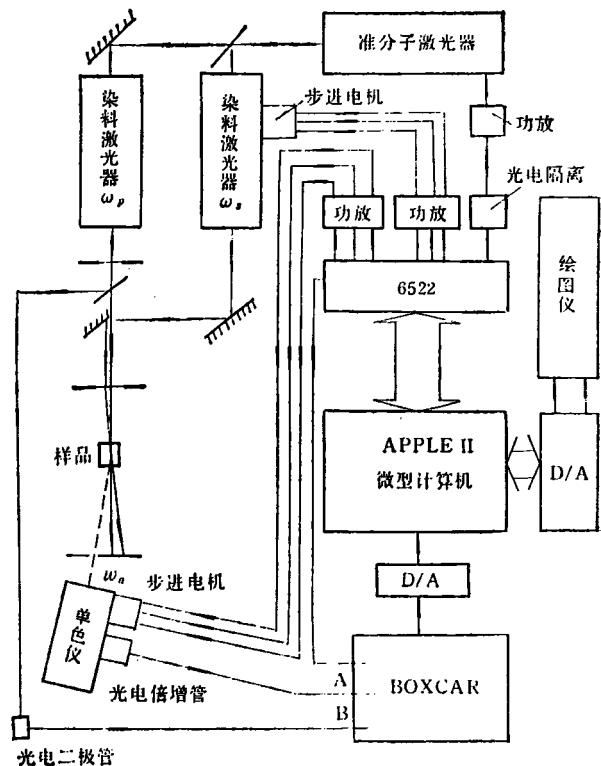 准分子激光器
染料激光器 ωp
染料激光器 ωs
步进电机
功放
光电隔离
功放
功放
6522
绘图仪
APPLE II
微型计算机
D/A
样品
D/A
ωa
步进电机
单色仪
光电倍增管
A
B
BOXCAR
光电二极管